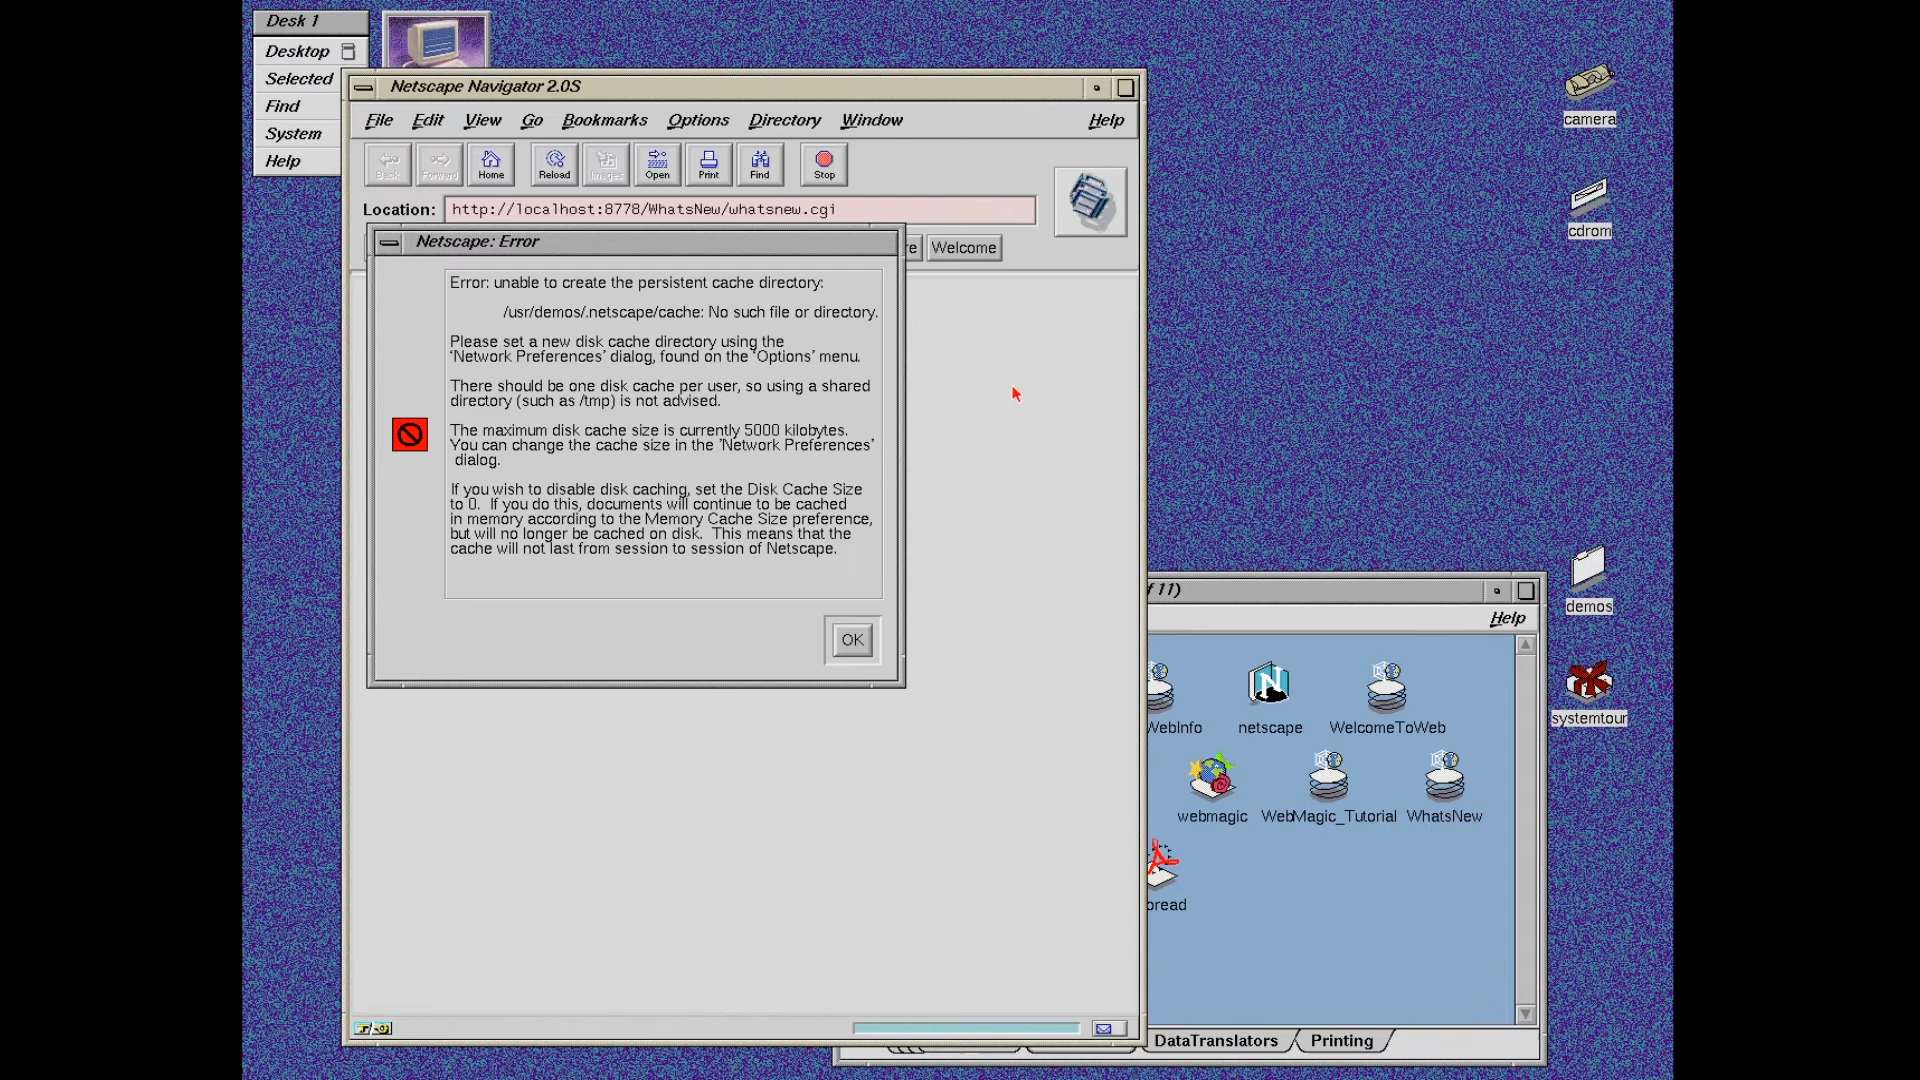 Desk 1
Desktop
Selected
Find
System
Help
Netscape Navigator 2.0S
File Edit View Go Bookmarks Options Directory Window Help
Back Forward Home Reload Images Open Print Find Stop
Location: http://localhost:8778/WhatsNew/whatsnew.cgi
Welcome
Netscape: Error
Error: unable to create the persistent cache directory:
/usr/demos/.netscape/cache: No such file or directory.
Please set a new disk cache directory using the
'Network Preferences' dialog, found on the 'Options' menu.
There should be one disk cache per user, so using a shared
directory (such as /tmp) is not advised.
The maximum disk cache size is currently 5000 kilobytes.
You can change the cache size in the 'Network Preferences'
dialog.
If you wish to disable disk caching, set the Disk Cache Size
to 0. If you do this, documents will continue to be cached
in memory according to the Memory Cache Size preference,
but will no longer be cached on disk. This means that the
cache will not last from session to session of Netscape.
OK
f 11)
Help
WebInfo netscape WelcomeToWeb
webmagic WebMagic_Tutorial WhatsNew
oread
DataTranslators Printing
camera
cdrom
demos
systemtour